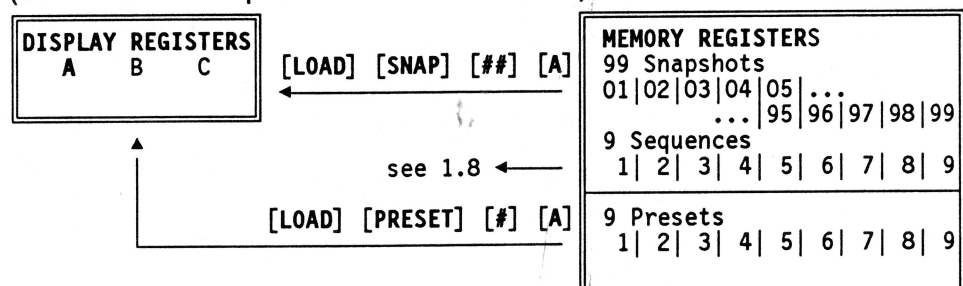 DISPLAY REGISTERS
A B C
[LOAD] [SNAP] [##] [A]
see 1.8
[LOAD] [PRESET] [#] [A]
MEMORY REGISTERS
99 Snapshots
01|02|03|04|05|...
...|95|96|97|98|99
9 Sequences
1| 2| 3| 4| 5| 6| 7| 8| 9
9 Presets
1| 2| 3| 4| 5| 6| 7| 8| 9